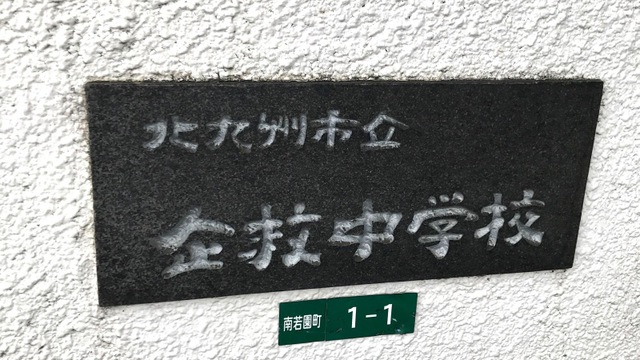 北九州市立
企救中学校
南若園町 1-1